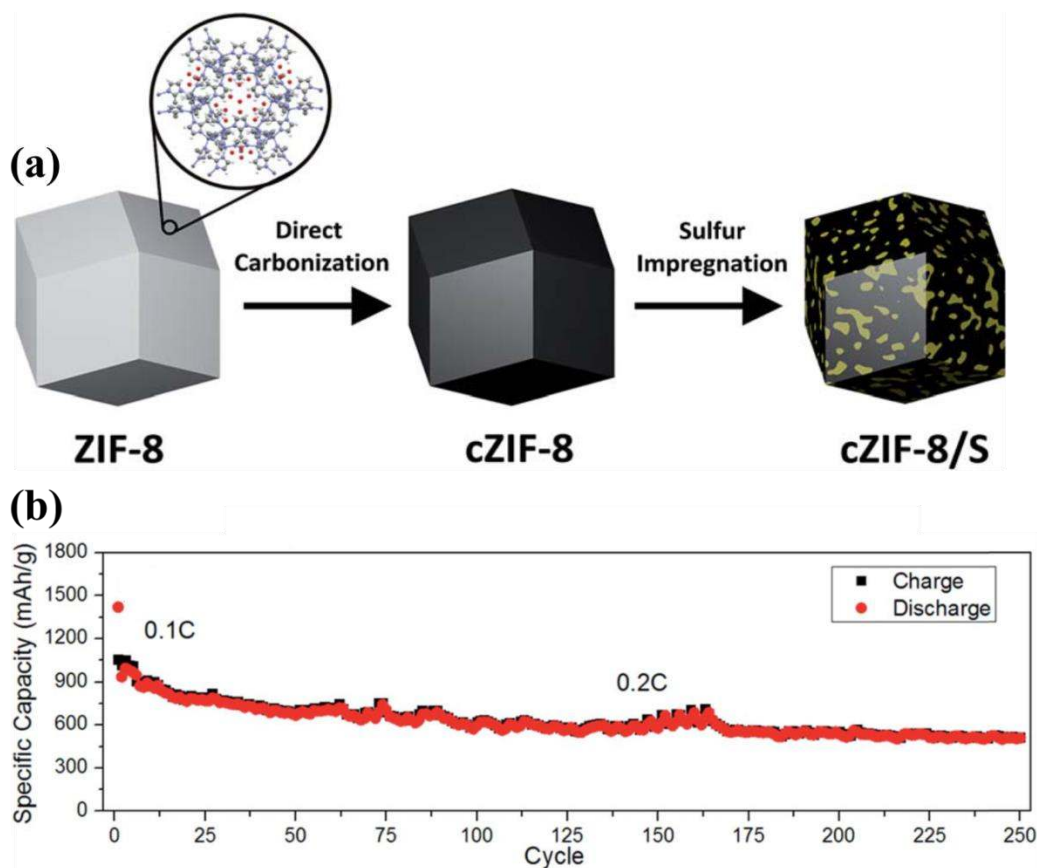 (a)
Direct
Carbonization
Sulfur
Impregnation
ZIF-8
cZIF-8
cZIF-8/S
(b)
Specific Capacity (mAh/g)
1800
1500
1200
900
600
300
0
0.1C
0.2C
Charge
Discharge
0 25 50 75 100 125 150 175 200 225 250
Cycle